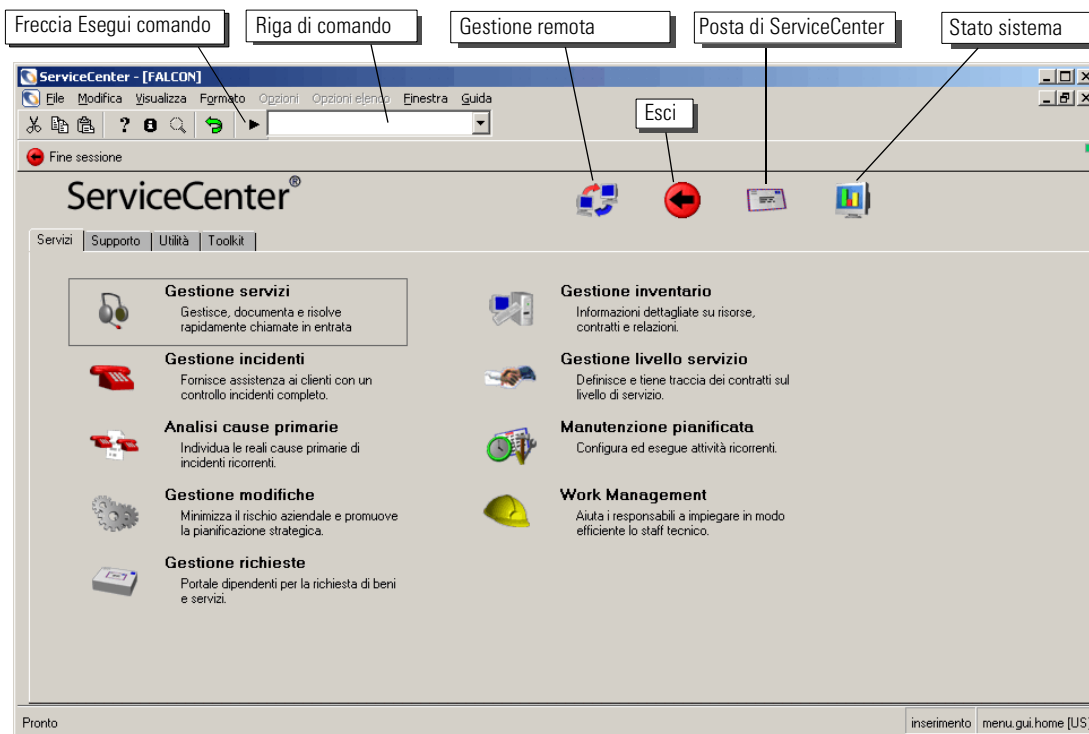 Freccia Esegui comando
Riga di comando
Gestione remota
Posta di ServiceCenter
Stato sistema
ServiceCenter - [FALCON]
File Modifica Visualizza Formato Opzioni Opzioni elenco Finestra Guida
Esci
Fine sessione
ServiceCenter®
Servizi Supporto Utilità Toolkit
Gestione servizi
Gestisce, documenta e risolve
rapidamente chiamate in entrata
Gestione inventario
Informazioni dettagliate su risorse,
contratti e relazioni.
Gestione incidenti
Fornisce assistenza ai clienti con un
controllo incidenti completo.
Gestione livello servizio
Definisce e tiene traccia dei contratti sul
livello di servizio.
Analisi cause primarie
Individua le reali cause primarie di
incidenti ricorrenti.
Manutenzione pianificata
Configura ed esegue attività ricorrenti.
Gestione modifiche
Minimizza il rischio aziendale e promuove
la pianificazione strategica.
Work Management
Aiuta i responsabili a impiegare in modo
efficiente lo staff tecnico.
Gestione richieste
Portale dipendenti per la richiesta di beni
e servizi.
Pronto
inserimento
menu.gui.home [US